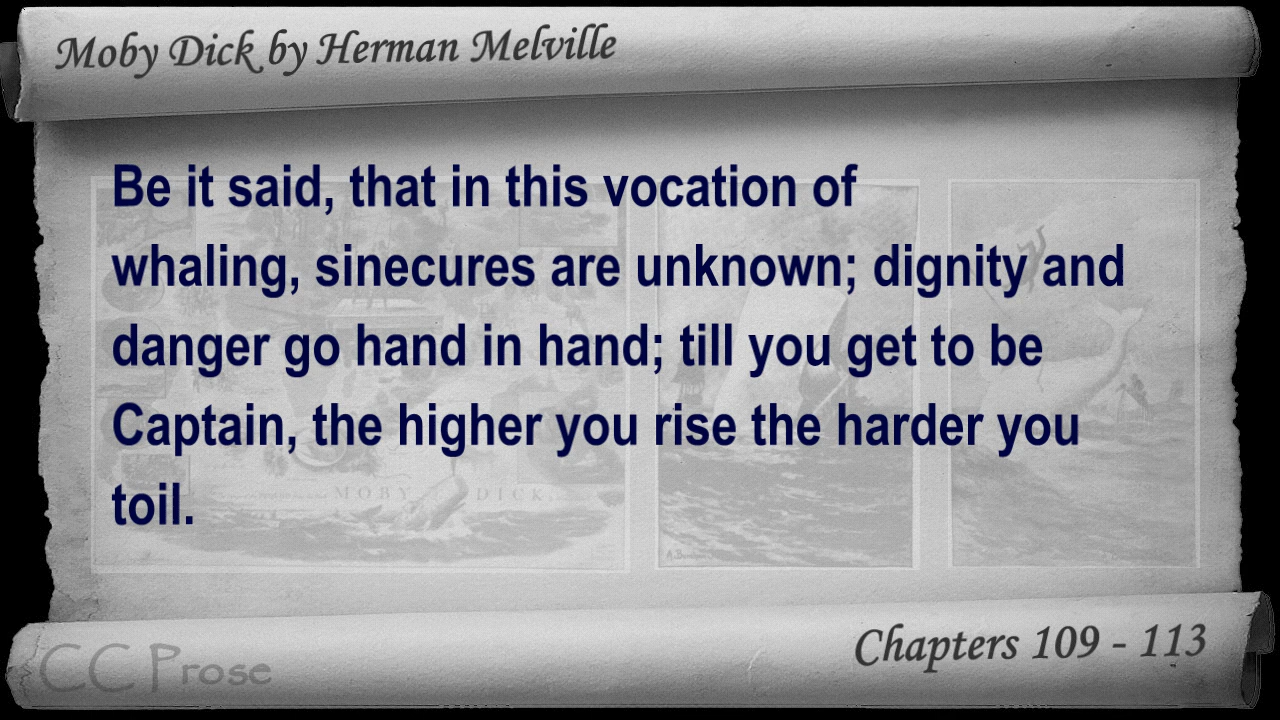 Moby Dick by Herman Melville
Be it said, that in this vocation of
whaling, sinecures are unknown; dignity and
danger go hand in hand; till you get to be
Captain, the higher you rise the harder you
toil.
MOBY DICK
Chapters 109 - 113
CC Prose